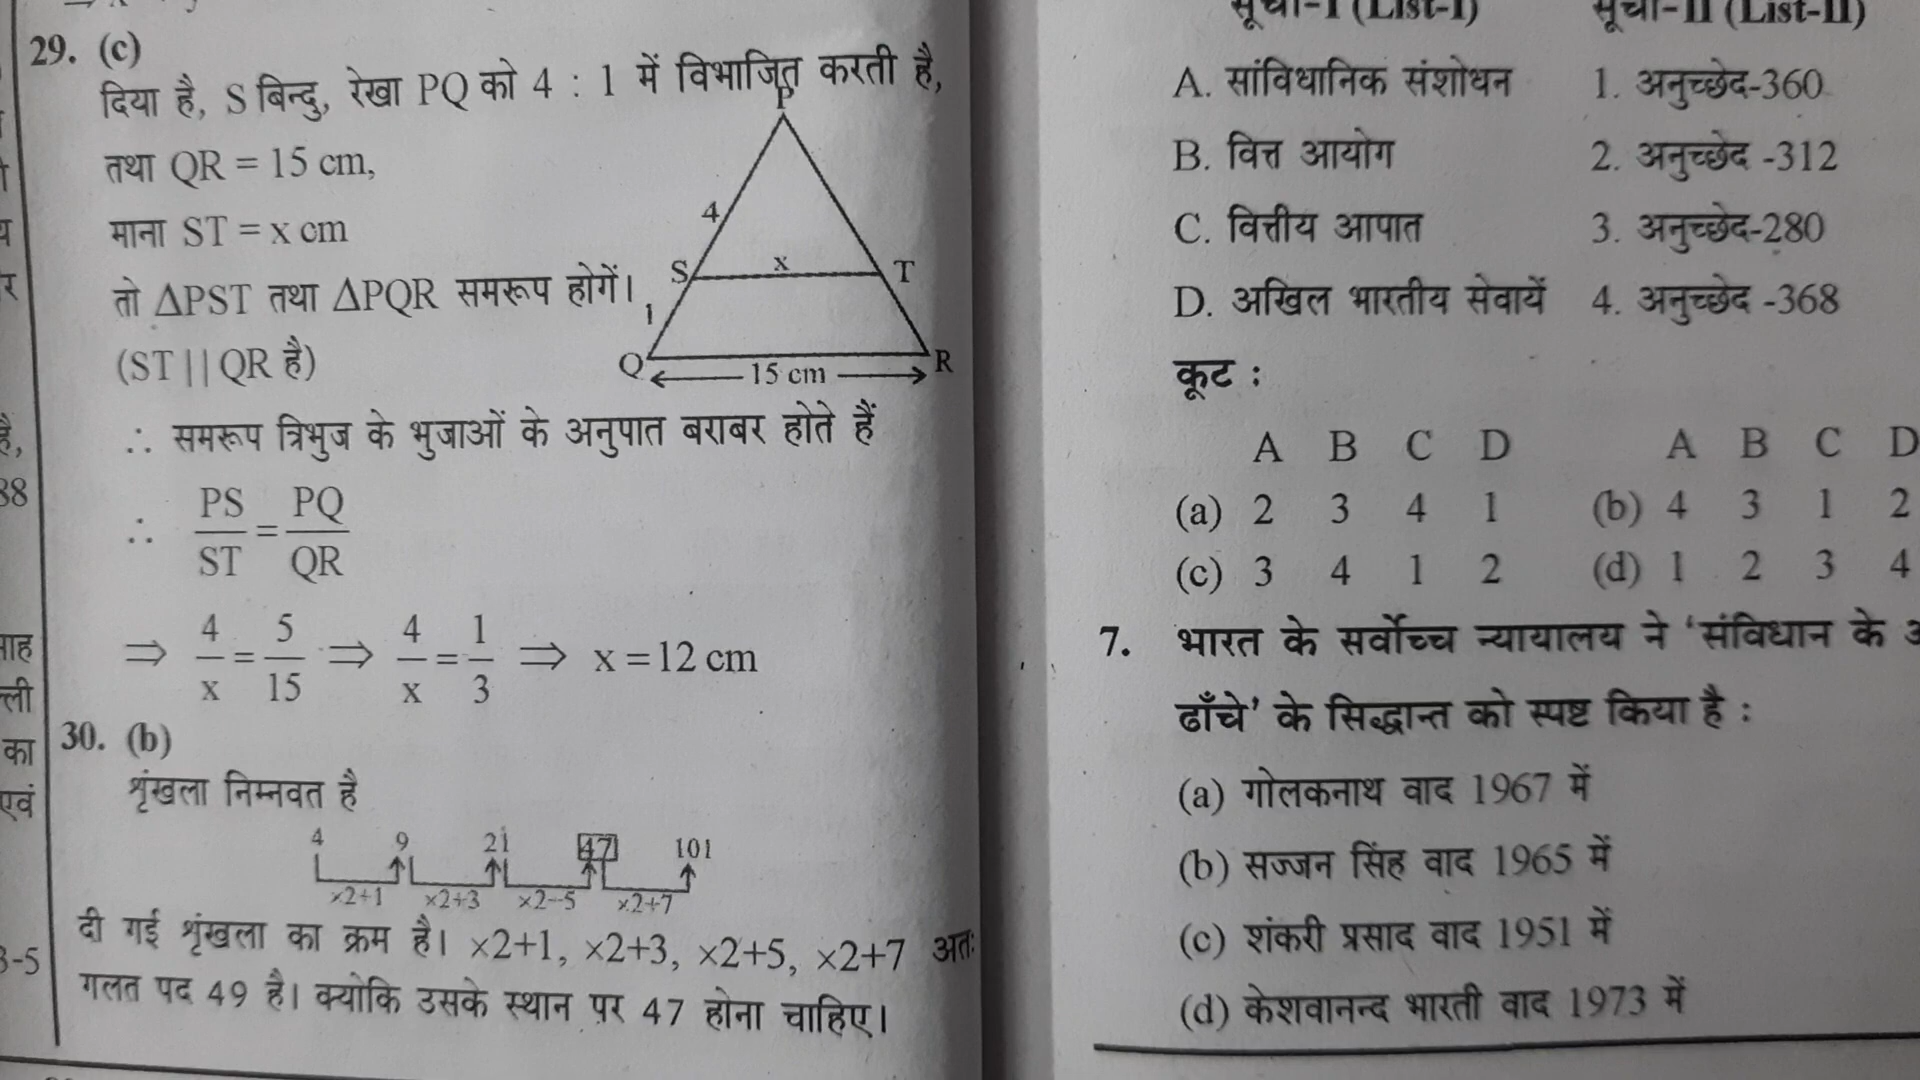 29. (c)
दिया है, S बिन्दु, रेखा PQ को 4 : 1 में विभाजित करती है,
तथा QR = 15 cm,
माना ST = x cm
तो ΔPST तथा ΔPQR समरूप होगें।
(ST || QR है)
P
4
S x T
1
Q R
15 cm
∴ समरूप त्रिभुज के भुजाओं के अनुपात बराबर होते हैं
∴ PS/ST = PQ/QR
⇒ 4/x = 5/15 ⇒ 4/x = 1/3 ⇒ x = 12 cm
30. (b)
शृंखला निम्नवत है
4 9 21 47 101
×2+1 ×2+3 ×2+5 ×2+7
दी गई शृंखला का क्रम है। ×2+1, ×2+3, ×2+5, ×2+7 अतः
गलत पद 49 है। क्योकि उसके स्थान पर 47 होना चाहिए।
है,
38
ली
का
एवं
3-5
सूची-I (List-I) सूची-II (List-II)
A. सांविधानिक संशोधन 1. अनुच्छेद-360
B. वित्त आयोग 2. अनुच्छेद -312
C. वित्तीय आपात 3. अनुच्छेद-280
D. अखिल भारतीय सेवायें 4. अनुच्छेद -368
कूट :
A B C D A B C D
(a) 2 3 4 1 (b) 4 3 1 2
(c) 3 4 1 2 (d) 1 2 3 4
7. भारत के सर्वोच्च न्यायालय ने 'संविधान के
ढाँचे' के सिद्धान्त को स्पष्ट किया है :
(a) गोलकनाथ वाद 1967 में
(b) सज्जन सिंह वाद 1965 में
(c) शंकरी प्रसाद वाद 1951 में
(d) केशवानन्द भारती वाद 1973 में